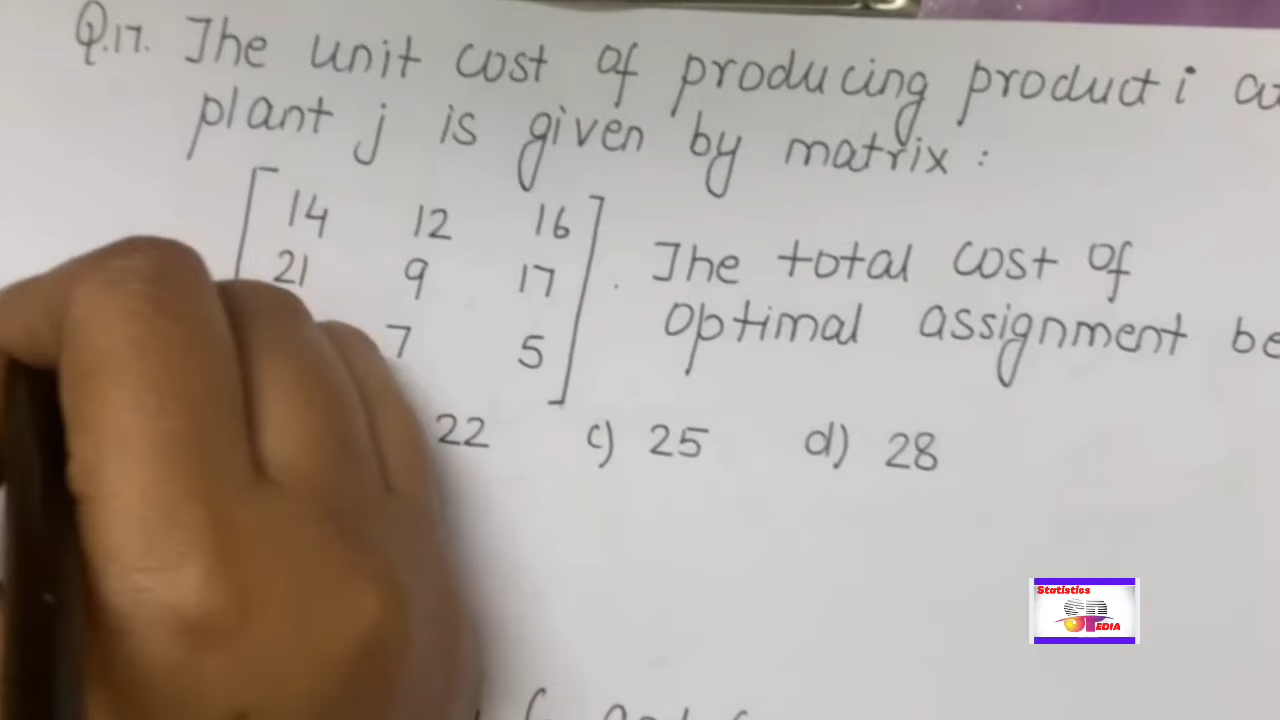 Q.17. The unit cost of producing product i
plant j is given by matrix :
14 12 16
21 9 17 . The total cost of
7 5 optimal assignment be
22 c) 25 d) 28
Statistics
PEDIA